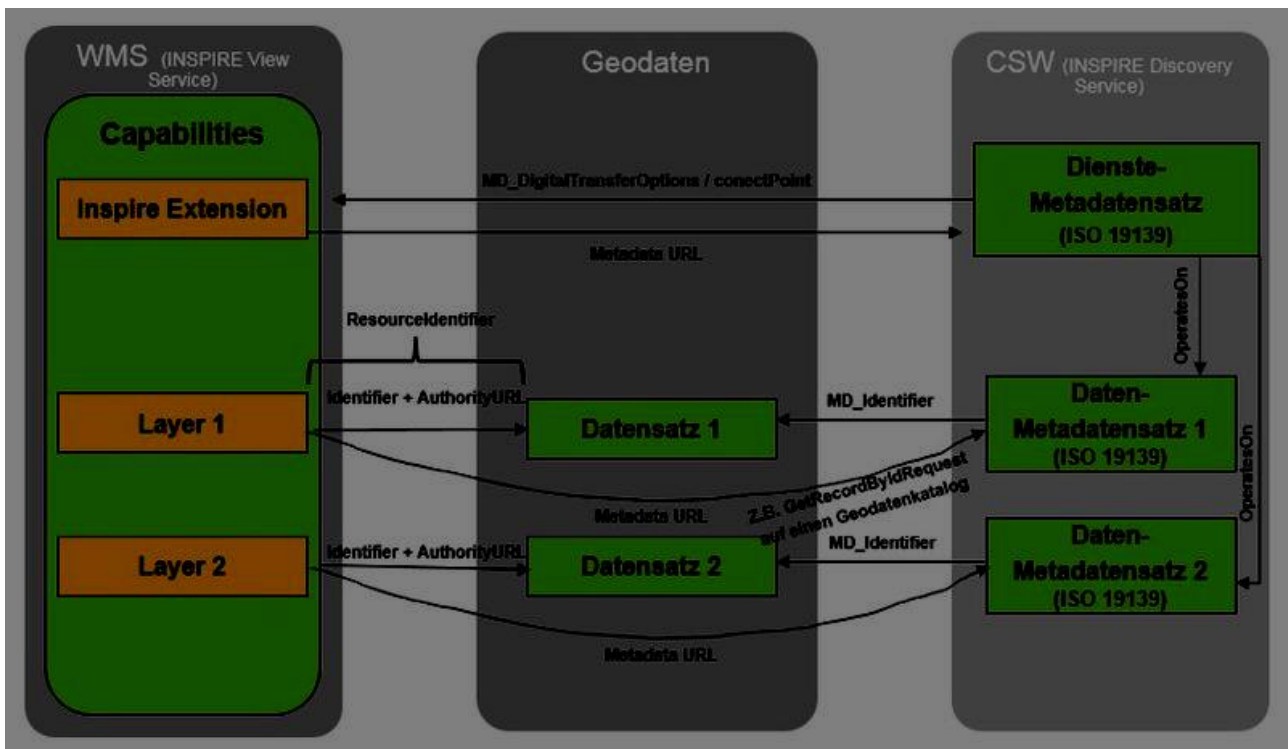 WMS (INSPIRE View
Service)
Capabilities
Inspire Extension
Layer 1
Layer 2
Geodaten
MD_DigitalTransferOptions / conectPoint
Metadata URL
ResourceIdentifier
Identifier + AuthorityURL
Datensatz 1
MD_Identifier
Metadata URL
Z.B. GetRecordByIdRequest
auf einen Geodatenkatalog
Identifier + AuthorityURL
Datensatz 2
MD_Identifier
Metadata URL
CSW (INSPIRE Discovery
Service)
Dienste-
Metadatensatz
(ISO 19139)
OperatesOn
OperatesOn
Daten-
Metadatensatz 1
(ISO 19139)
Daten-
Metadatensatz 2
(ISO 19139)